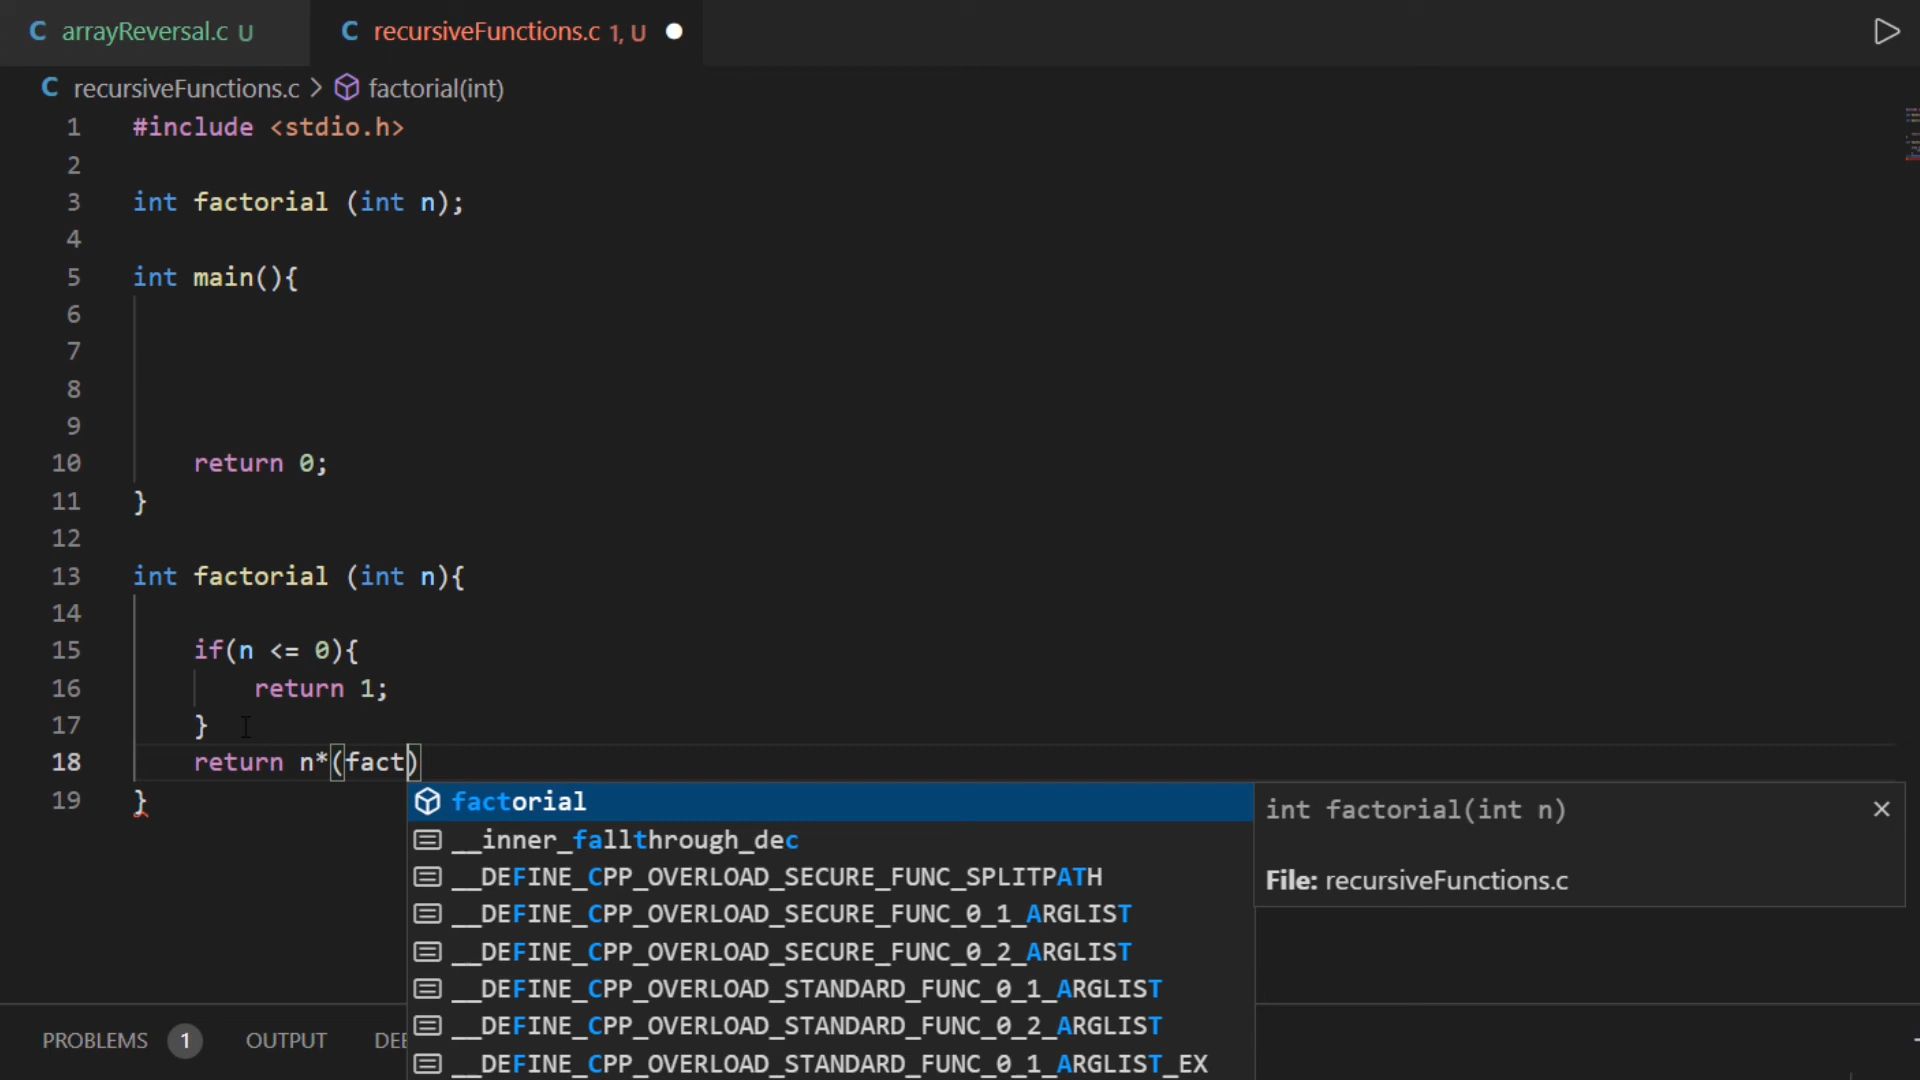 C arrayReversal.c U
C recursiveFunctions.c 1, U
C recursiveFunctions.c > factorial(int)
1 #include <stdio.h>
2
3 int factorial (int n);
4
5 int main(){
6
7
8
9
10 return 0;
11 }
12
13 int factorial (int n){
14
15 if(n <= 0){
16 return 1;
17 }
18 return n*(fact)
19 }
factorial
__inner_fallthrough_dec
__DEFINE_CPP_OVERLOAD_SECURE_FUNC_SPLITPATH
__DEFINE_CPP_OVERLOAD_SECURE_FUNC_0_1_ARGLIST
__DEFINE_CPP_OVERLOAD_SECURE_FUNC_0_2_ARGLIST
__DEFINE_CPP_OVERLOAD_STANDARD_FUNC_0_1_ARGLIST
__DEFINE_CPP_OVERLOAD_STANDARD_FUNC_0_2_ARGLIST
__DEFINE_CPP_OVERLOAD_STANDARD_FUNC_0_1_ARGLIST_EX
int factorial(int n)
File: recursiveFunctions.c
PROBLEMS 1 OUTPUT